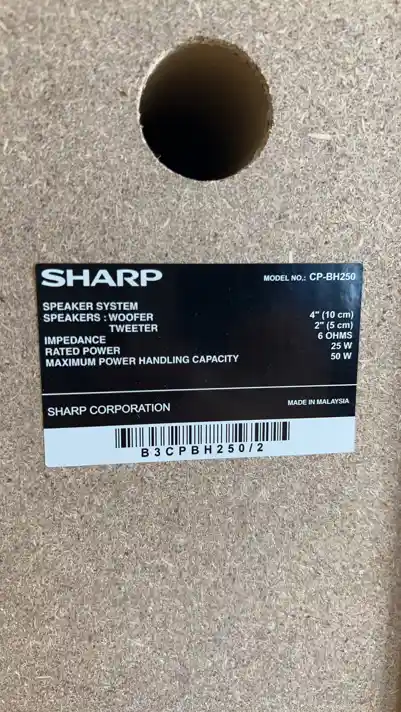 SHARP MODEL NO.: CP-BH250
SPEAKER SYSTEM
SPEAKERS : WOOFER 4" (10 cm)
TWEETER 2" (5 cm)
IMPEDANCE 6 OHMS
RATED POWER 25 W
MAXIMUM POWER HANDLING CAPACITY 50 W
SHARP CORPORATION MADE IN MALAYSIA
B3CPBH250/2